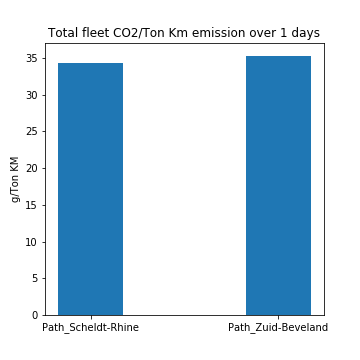 Total fleet CO2/Ton Km emission over 1 days
g/Ton KM
35
30
25
20
15
10
5
0
Path_Scheldt-Rhine
Path_Zuid-Beveland